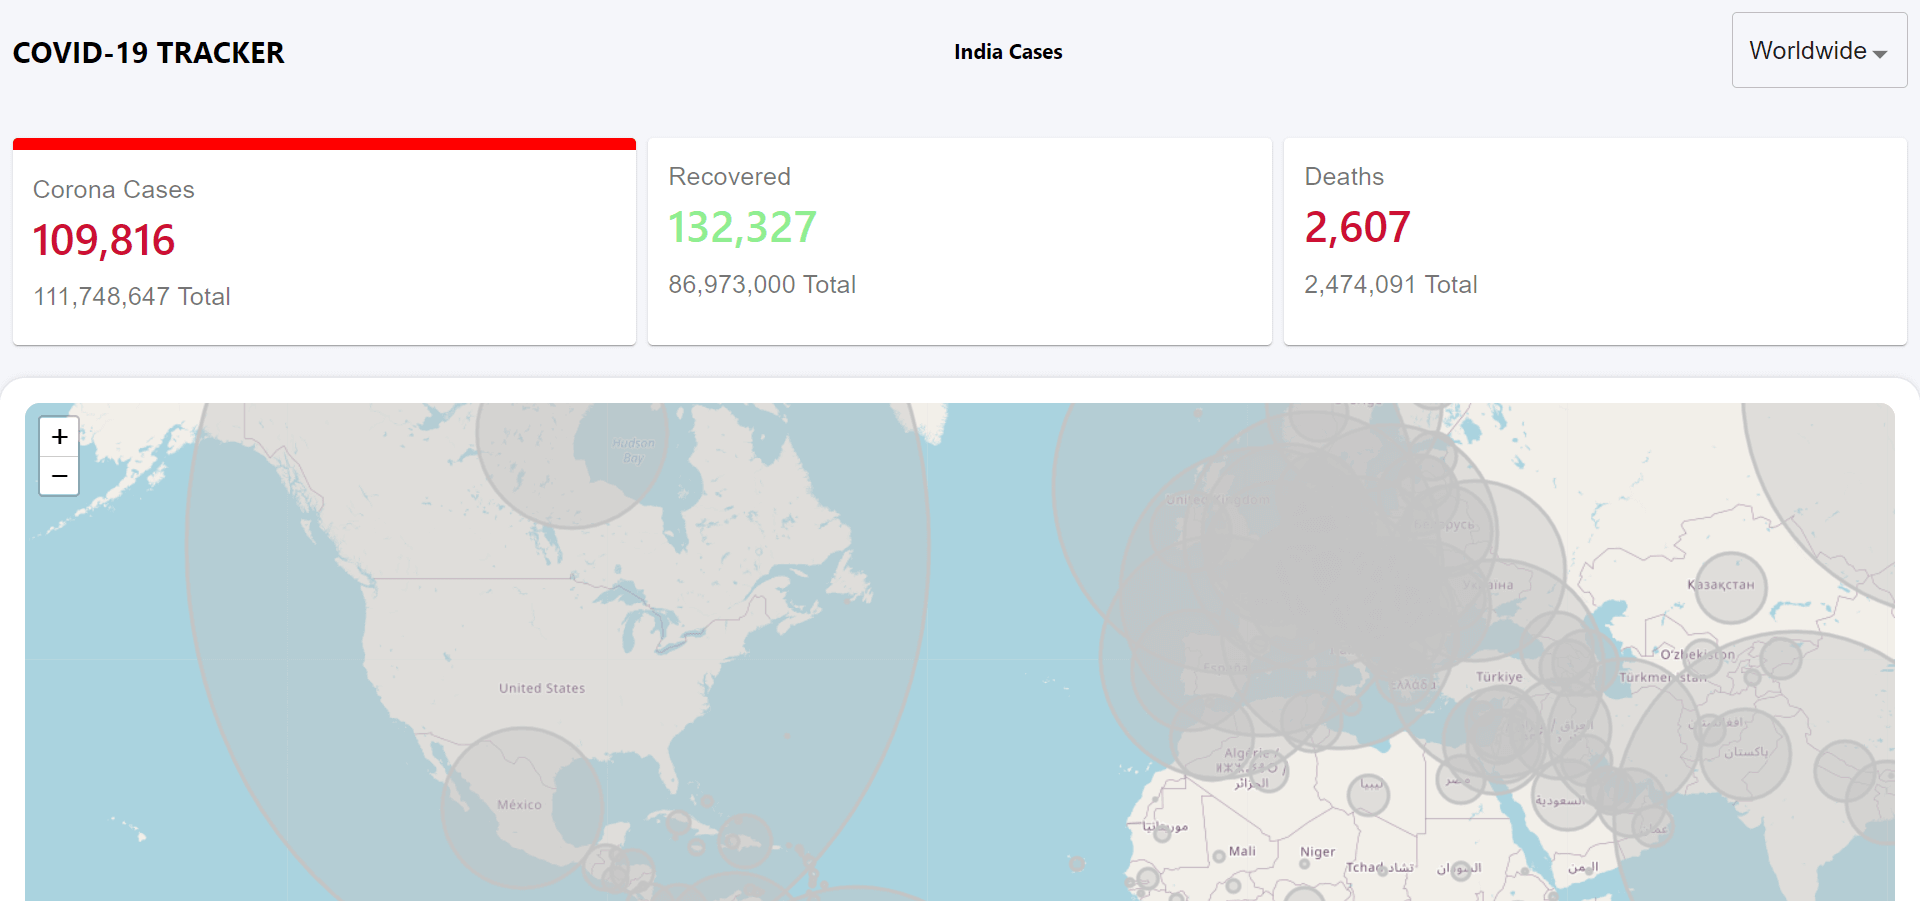 COVID-19 TRACKER
India Cases
Worldwide
Corona Cases
109,816
111,748,647 Total
Recovered
132,327
86,973,000 Total
Deaths
2,607
2,474,091 Total
+
−
Hudson
Bay
United Kingdom
Беларусь
Україна
Қазақстан
España
Ελλάδα
Türkiye
O'zbekiston
Türkmenistan
United States
México
Algérie /
ⵍⵣⵣⴰⵢⴻⵔ /
الجزائر
ليبيا
مصر
العراق
افغانستان
پاکستان
السعودية
عمان
موريتانيا
Mali
Niger
Tchad تشاد
السودان
اليمن